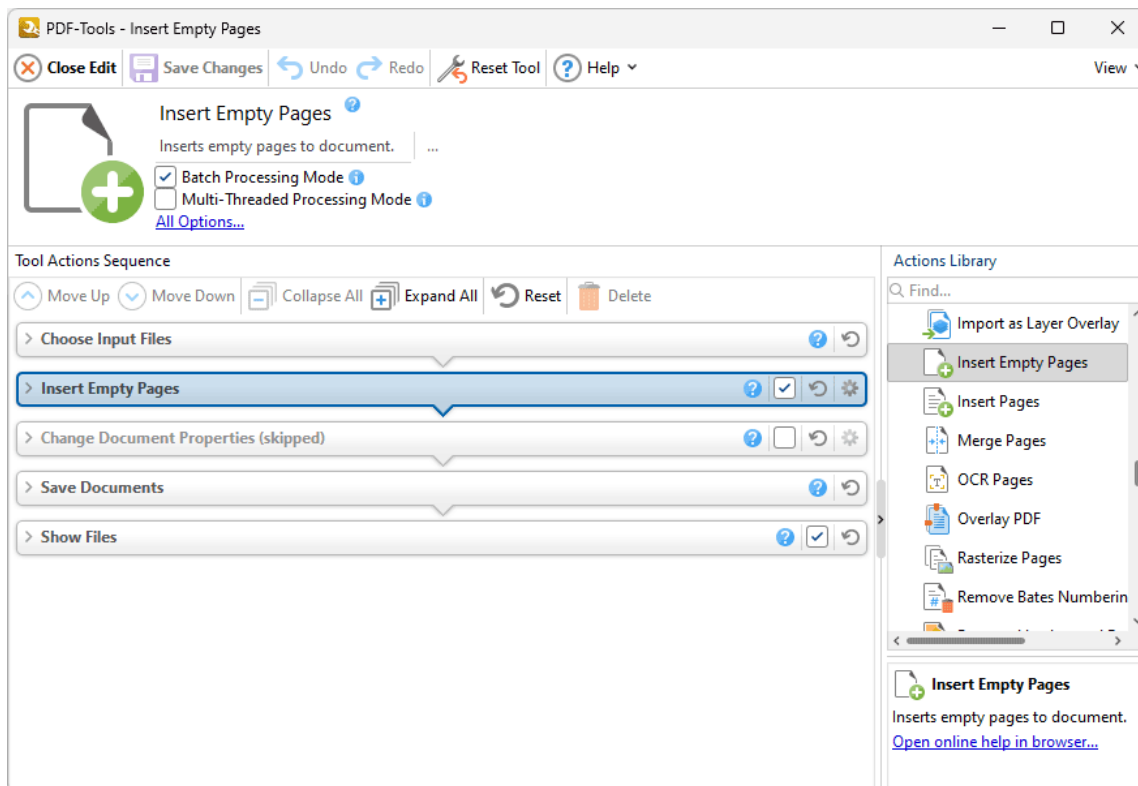 PDF-Tools - Insert Empty Pages
Close Edit Save Changes Undo Redo Reset Tool ? Help View
Insert Empty Pages ?
Inserts empty pages to document. ...
Batch Processing Mode i
Multi-Threaded Processing Mode i
All Options...
Tool Actions Sequence
Move Up Move Down Collapse All Expand All Reset Delete
Choose Input Files ?
Insert Empty Pages ?
Change Document Properties (skipped) ?
Save Documents ?
Show Files ?
Actions Library
Find...
Import as Layer Overlay
Insert Empty Pages
Insert Pages
Merge Pages
T OCR Pages
Overlay PDF
Rasterize Pages
# Remove Bates Numberin
Insert Empty Pages
Inserts empty pages to document.
Open online help in browser...